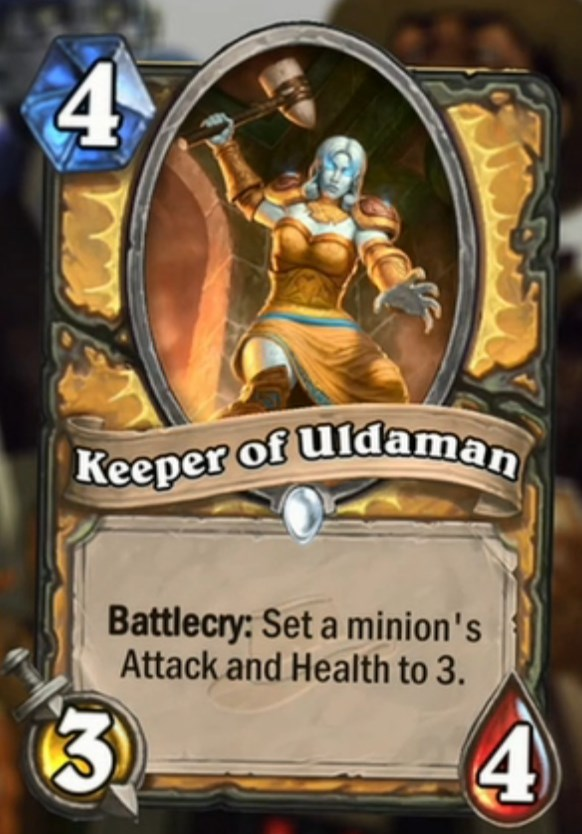 4
Keeper of Uldaman
Battlecry: Set a minion's
Attack and Health to 3.
3
4